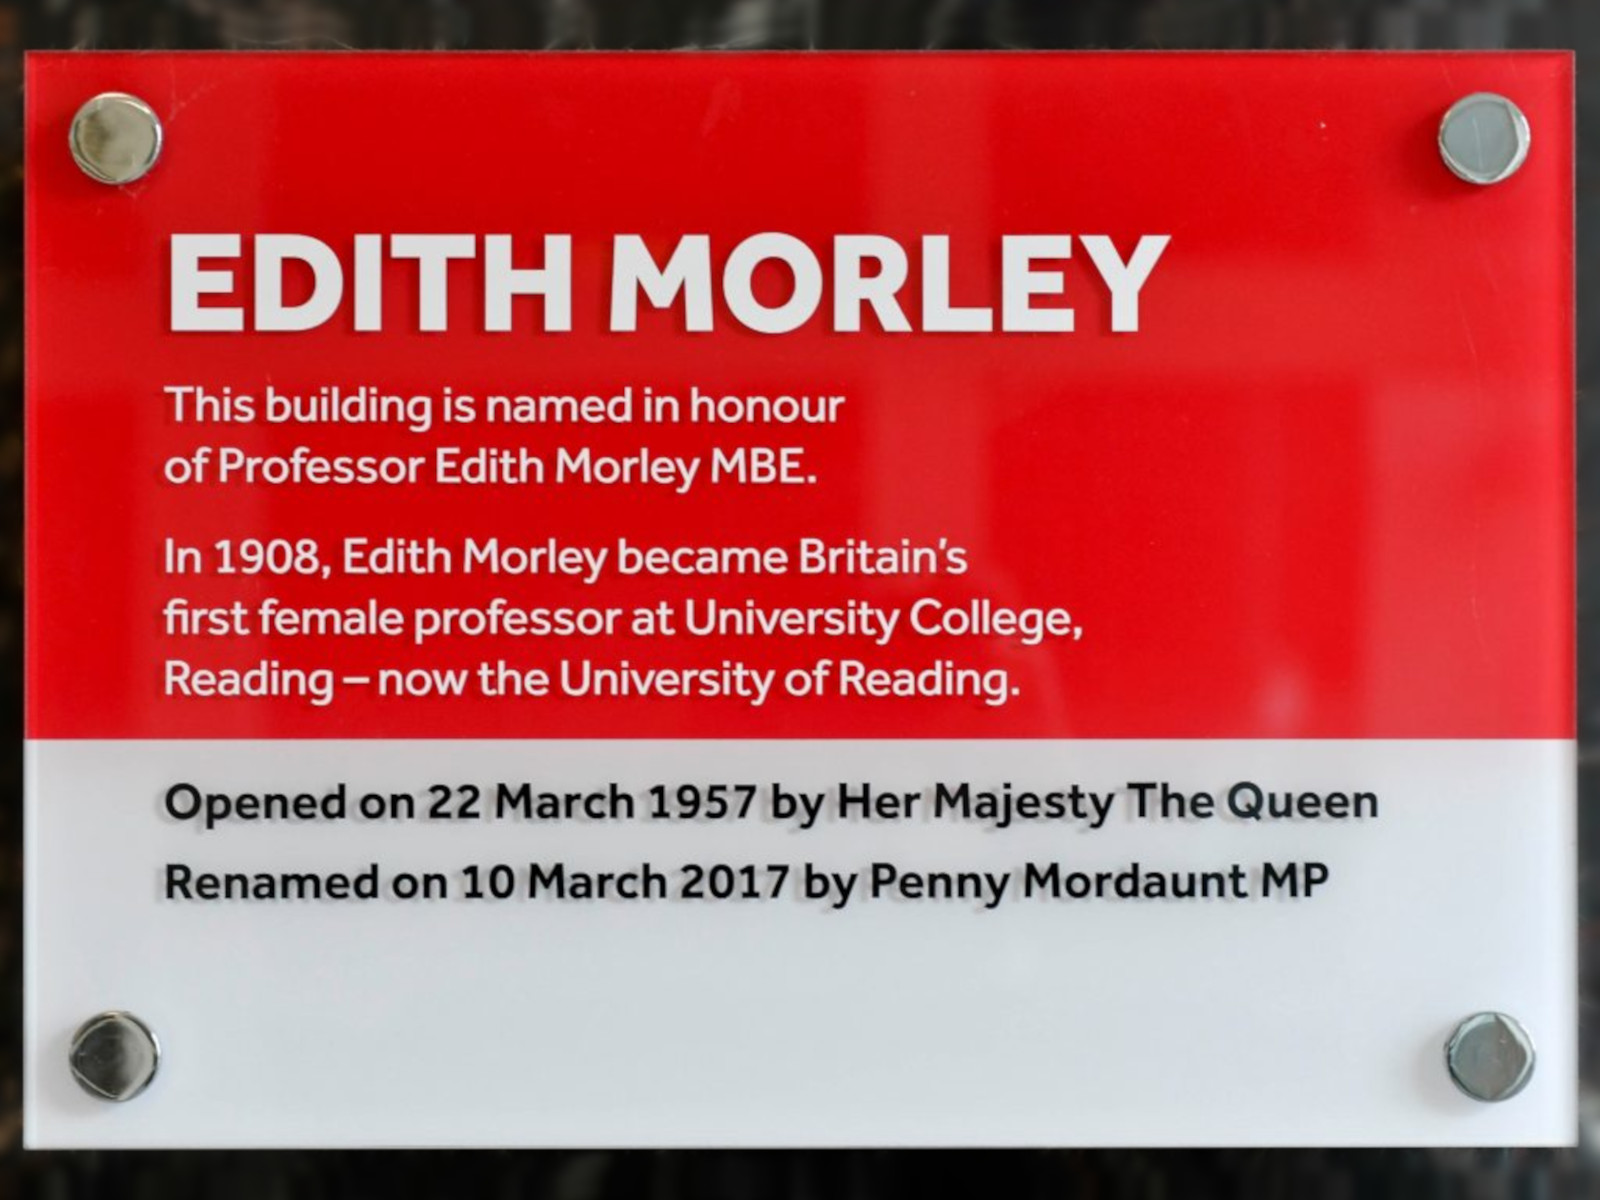 EDITH MORLEY
This building is named in honour
of Professor Edith Morley MBE.
In 1908, Edith Morley became Britain's
first female professor at University College,
Reading – now the University of Reading.
Opened on 22 March 1957 by Her Majesty The Queen
Renamed on 10 March 2017 by Penny Mordaunt MP